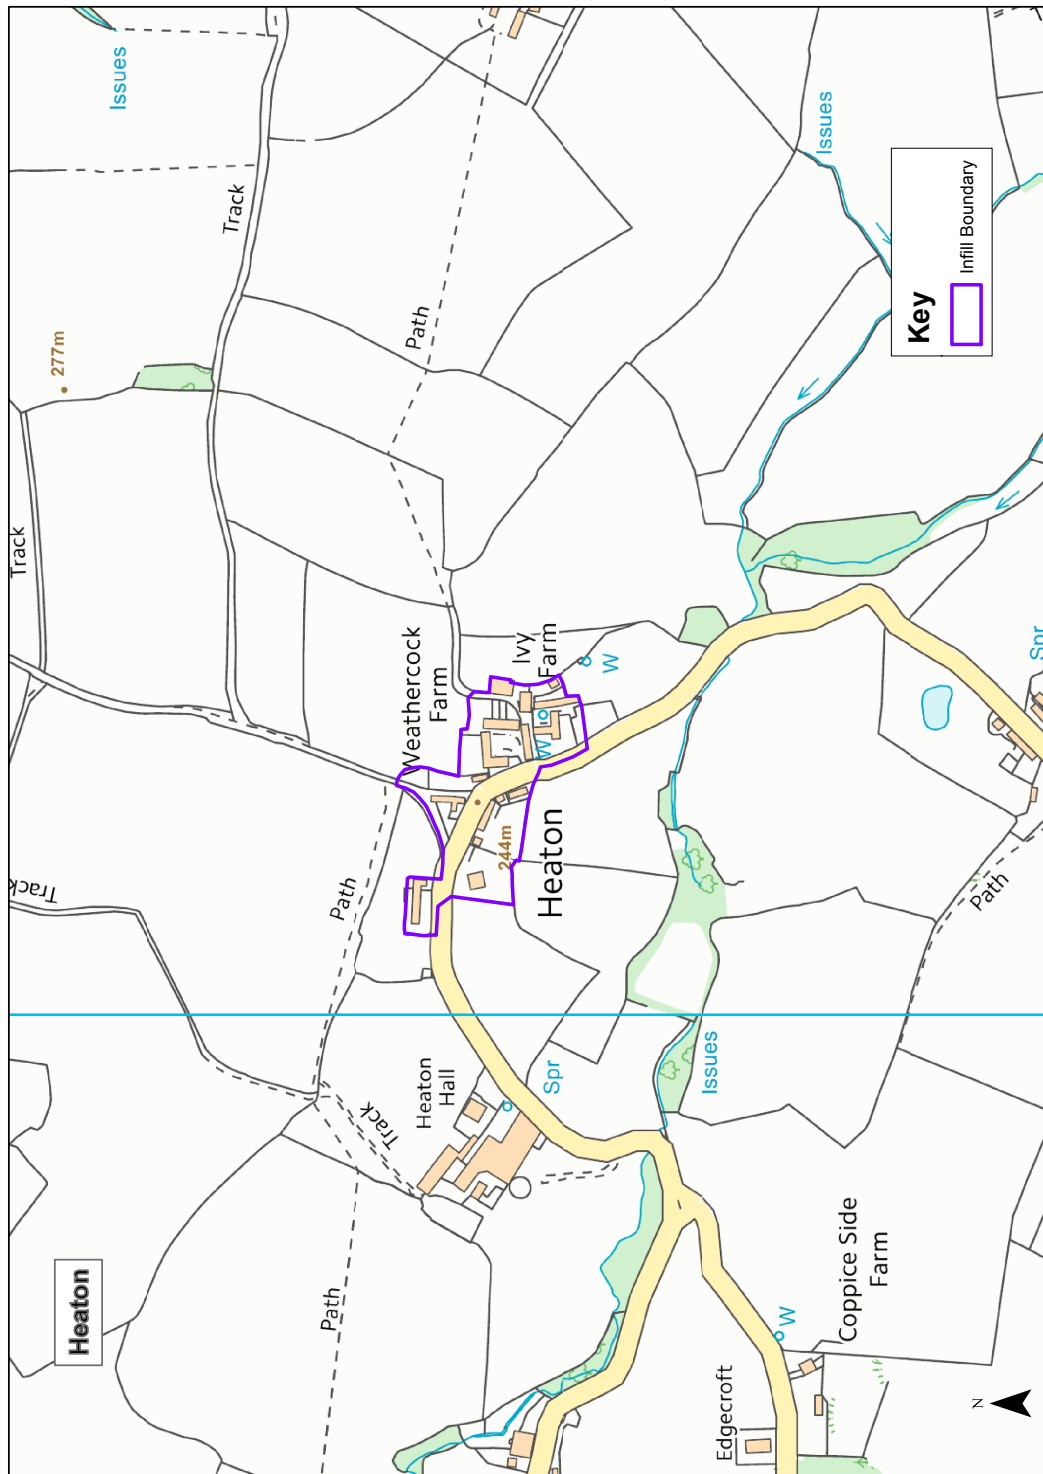 Heaton
Track
277m
Track
Issues
Track
Path
Path
Track
Path
Weathercock
Farm
Ivy
Farm
W
W
244m
Heaton
Heaton
Hall
Spr
Issues
Issues
Path
Spr
Edgecroft
Coppice Side
Farm
W
Key
Infill Boundary
N